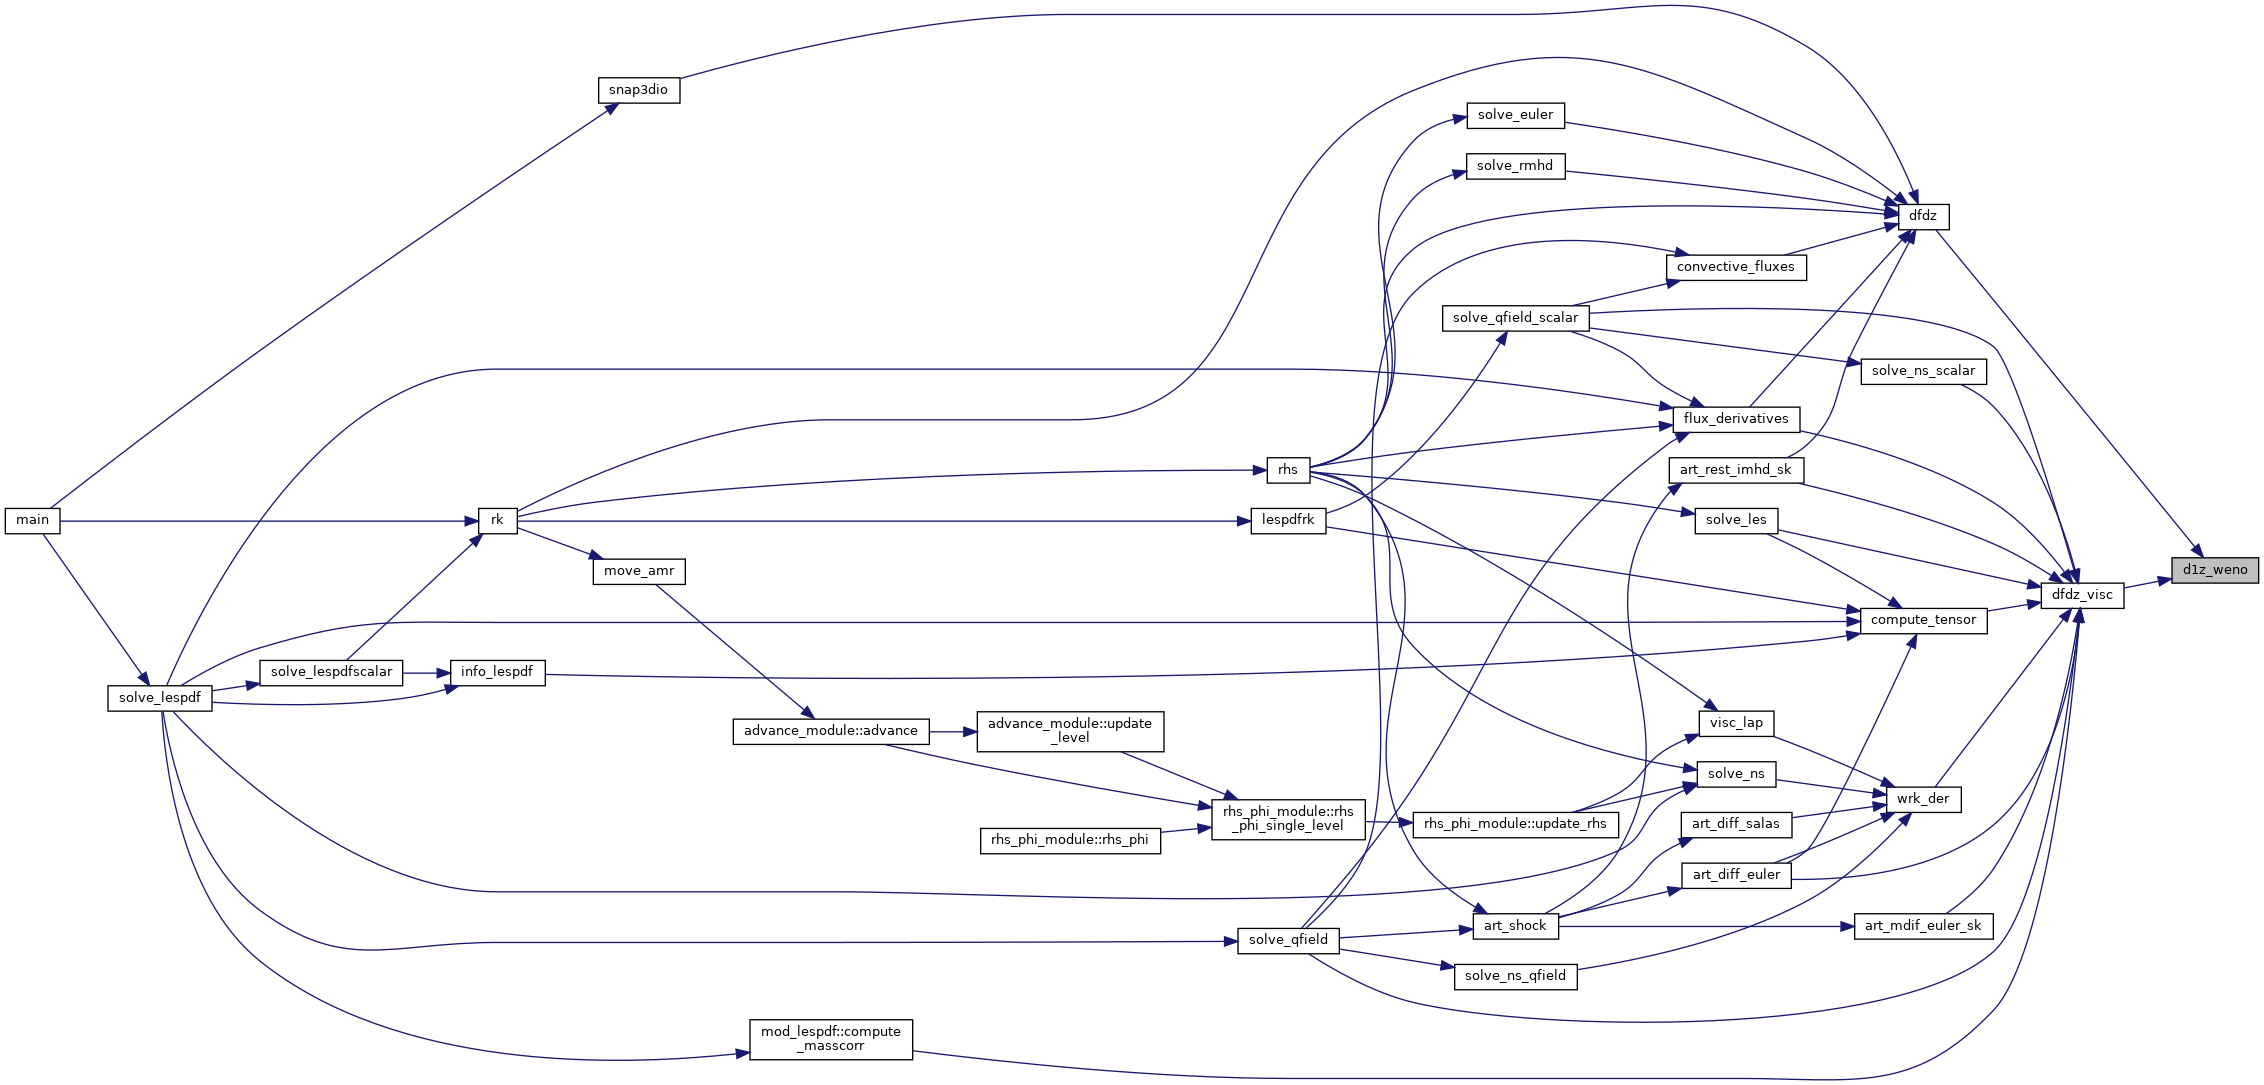 snap3dio
solve_euler
solve_rmhd
dfdz
convective_fluxes
solve_qfield_scalar
solve_ns_scalar
flux_derivatives
rhs
art_rest_imhd_sk
main
rk
lespdfrk
solve_les
move_amr
d1z_weno
dfdz_visc
compute_tensor
solve_lespdfscalar
info_lespdf
solve_lespdf
advance_module::advance
advance_module::update
_level
visc_lap
solve_ns
wrk_der
rhs_phi_module::rhs
_phi_single_level
rhs_phi_module::update_rhs
art_diff_salas
rhs_phi_module::rhs_phi
art_diff_euler
art_shock
art_mdif_euler_sk
solve_qfield
solve_ns_qfield
mod_lespdf::compute
_masscorr